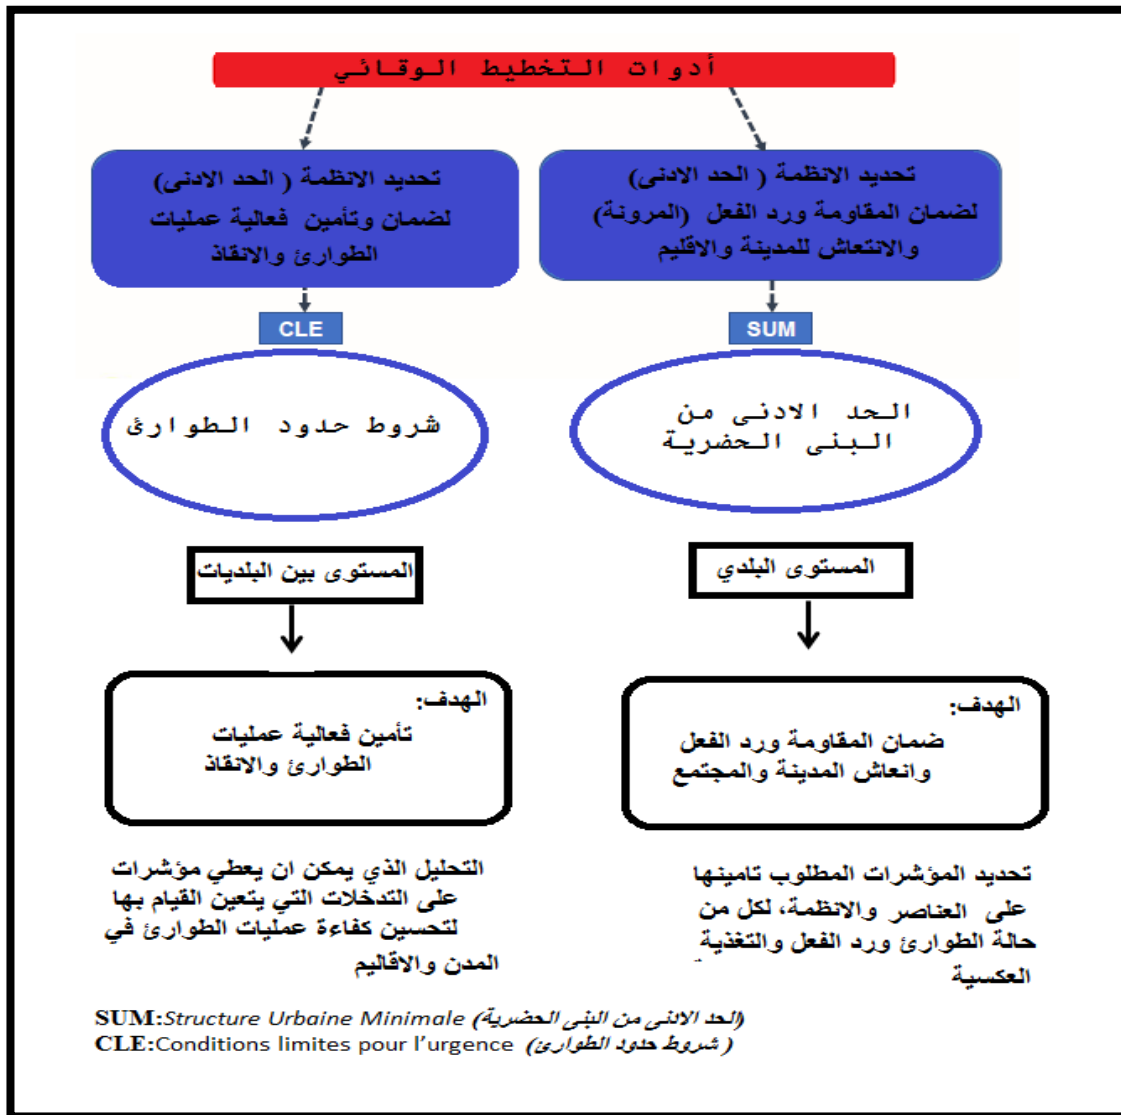 أدوات التخطيط الوقائي
تحديد الانظمة ( الحد الادنى)
لضمان المقاومة ورد الفعل (المرونة)
والانتعاش للمدينة والاقليم
تحديد الانظمة ( الحد الادنى)
لضمان وتأمين فعالية عمليات
الطوارئ والانقاذ
SUM
CLE
الحد الادنى من
البنى الحضرية
شروط حدود الطوارئ
المستوى البلدي
المستوى بين البلديات
الهدف:
ضمان المقاومة ورد الفعل
وانعاش المدينة والمجتمع
الهدف:
تأمين فعالية عمليات
الطوارئ والانقاذ
تحديد المؤشرات المطلوب تامينها
على العناصر والانظمة، لكل من
حالة الطوارئ ورد الفعل والتغذية
العكسية
التحليل الذي يمكن ان يعطي مؤشرات
على التدخلات التي يتعين القيام بها
لتحسين كفاءة عمليات الطوارئ في
المدن والاقاليم
SUM:Structure Urbaine Minimale (الحد الادنى من البنى الحضرية)
CLE:Conditions limites pour l'urgence (شروط حدود الطوارئ )